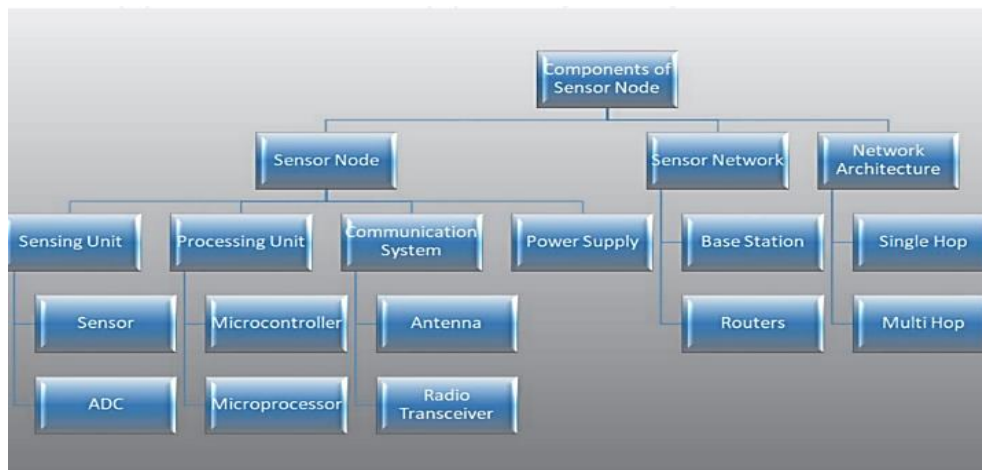 Components of
Sensor Node
Sensor Node
Sensor Network
Network
Architecture
Sensing Unit
Processing Unit
Communication
System
Power Supply
Base Station
Single Hop
Sensor
Microcontroller
Antenna
Routers
Multi Hop
ADC
Microprocessor
Radio
Transceiver